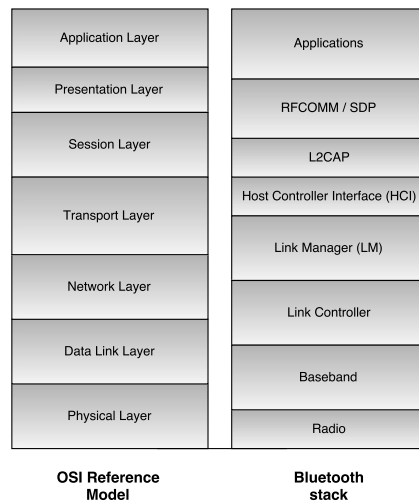 Application Layer
Presentation Layer
Session Layer
Transport Layer
Network Layer
Data Link Layer
Physical Layer
OSI Reference
Model
Applications
RFCOMM / SDP
L2CAP
Host Controller Interface (HCI)
Link Manager (LM)
Link Controller
Baseband
Radio
Bluetooth
stack